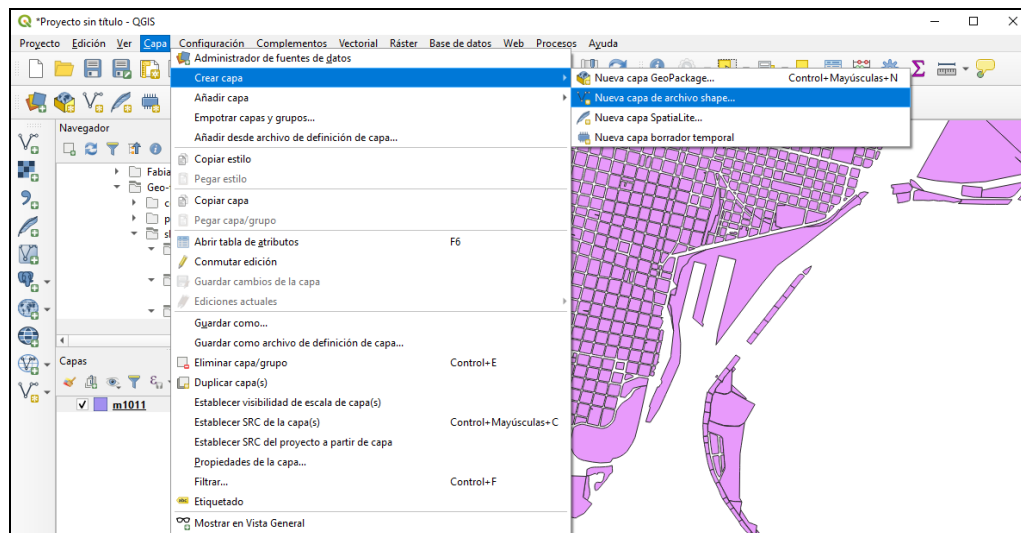 *Proyecto sin título - QGIS
Proyecto Edición Ver Capa Configuración Complementos Vectorial Ráster Base de datos Web Procesos Ayuda
Administrador de fuentes de datos
Crear capa
Añadir capa
Empotrar capas y grupos...
Añadir desde archivo de definición de capa...
Copiar estilo
Pegar estilo
Copiar capa
Pegar capa/grupo
Abrir tabla de atributos F6
Conmutar edición
Guardar cambios de la capa
Ediciones actuales
Guardar como...
Guardar como archivo de definición de capa...
Eliminar capa/grupo Control+E
Duplicar capa(s)
Establecer visibilidad de escala de capa(s)
Establecer SRC de la capa(s) Control+Mayúsculas+C
Establecer SRC del proyecto a partir de capa
Propiedades de la capa...
Filtrar... Control+F
abc Etiquetado
Mostrar en Vista General
Nueva capa GeoPackage... Control+Mayúsculas+N
Nueva capa de archivo shape...
Nueva capa SpatiaLite...
Nueva capa borrador temporal
Navegador
Fabia
Geo-
c
p
sl
Capas
m1011